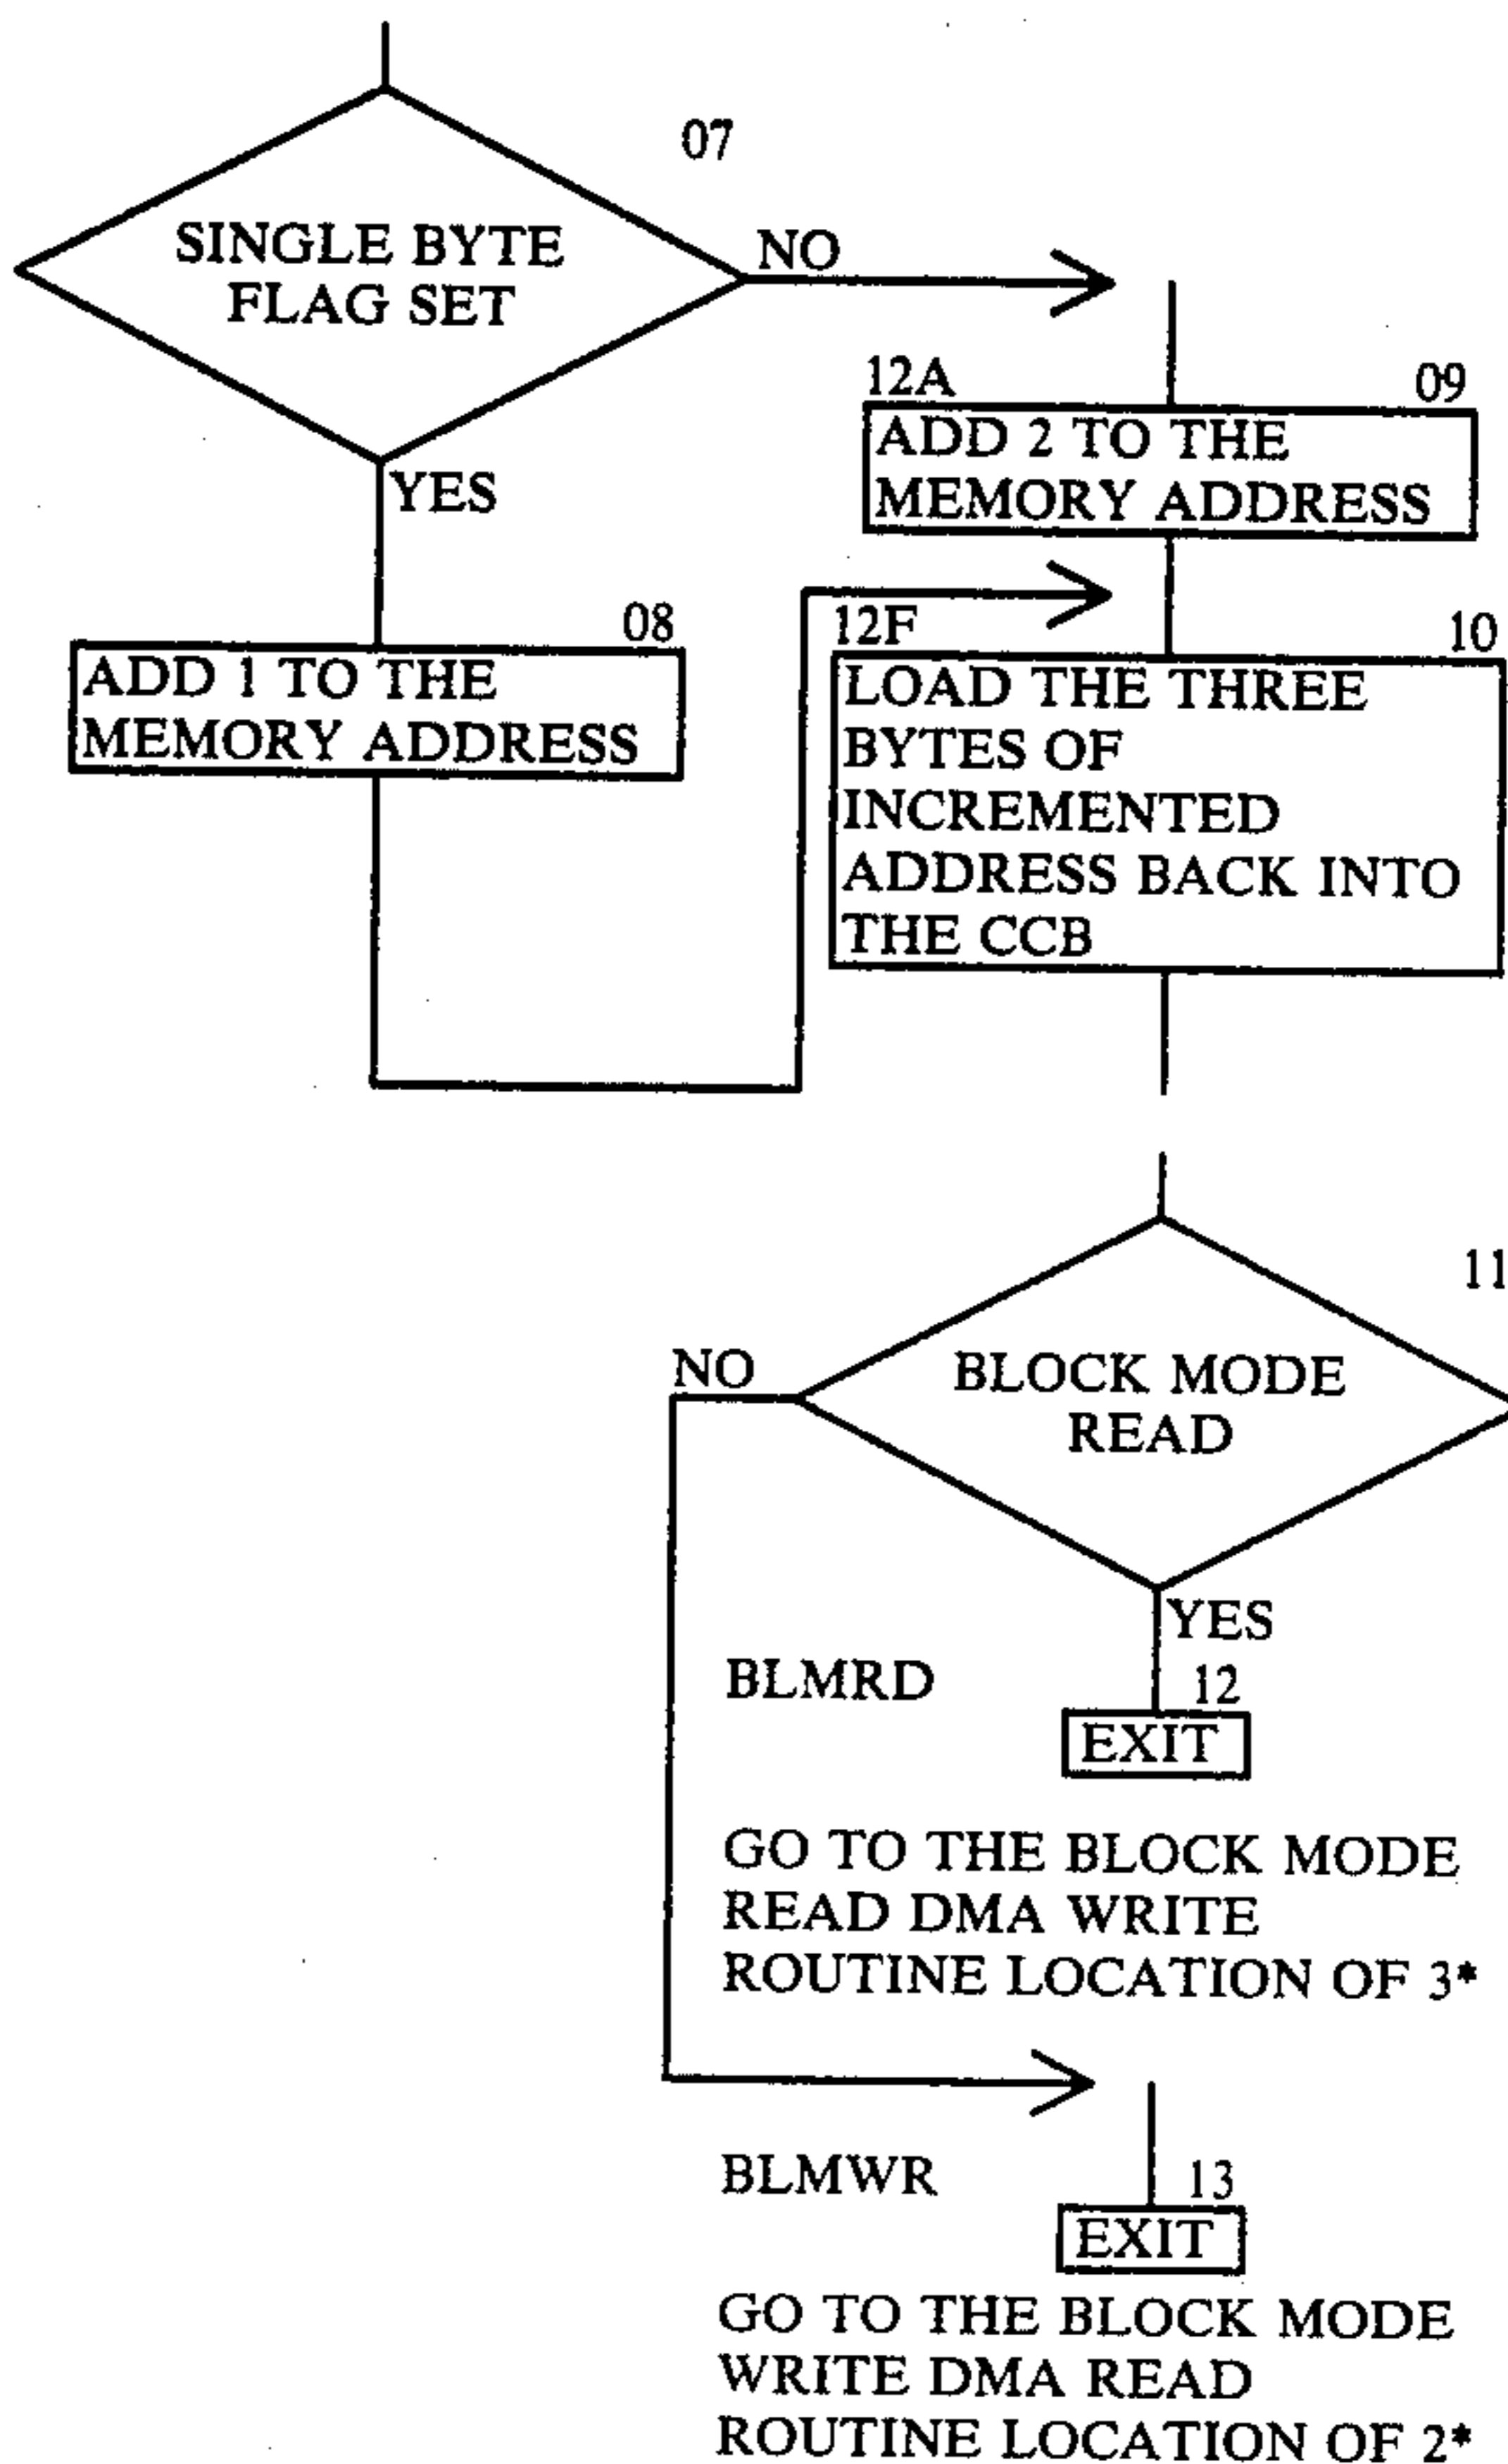 07
SINGLE BYTE
FLAG SET
NO
YES
12A
09
ADD 2 TO THE
MEMORY ADDRESS
08
ADD 1 TO THE
MEMORY ADDRESS
12F
10
LOAD THE THREE
BYTES OF
INCREMENTED
ADDRESS BACK INTO
THE CCB
11
BLOCK MODE
READ
NO
YES
BLMRD
12
EXIT
GO TO THE BLOCK MODE
READ DMA WRITE
ROUTINE LOCATION OF 3*
BLMWR
13
EXIT
GO TO THE BLOCK MODE
WRITE DMA READ
ROUTINE LOCATION OF 2*